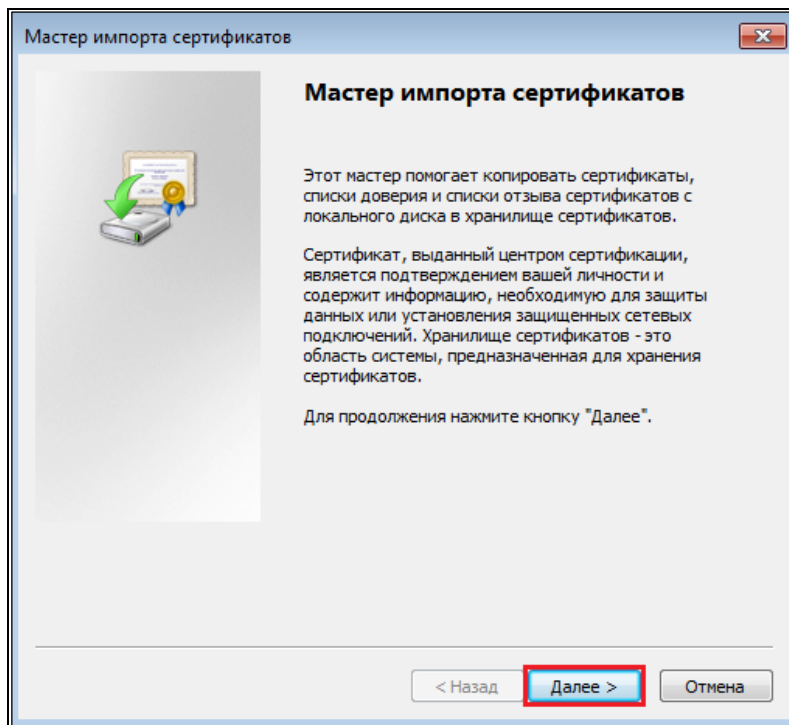 Мастер импорта сертификатов
Мастер импорта сертификатов
Этот мастер помогает копировать сертификаты,
списки доверия и списки отзыва сертификатов с
локального диска в хранилище сертификатов.
Сертификат, выданный центром сертификации,
является подтверждением вашей личности и
содержит информацию, необходимую для защиты
данных или установления защищенных сетевых
подключений. Хранилище сертификатов - это
область системы, предназначенная для хранения
сертификатов.
Для продолжения нажмите кнопку "Далее".
< Назад Далее > Отмена